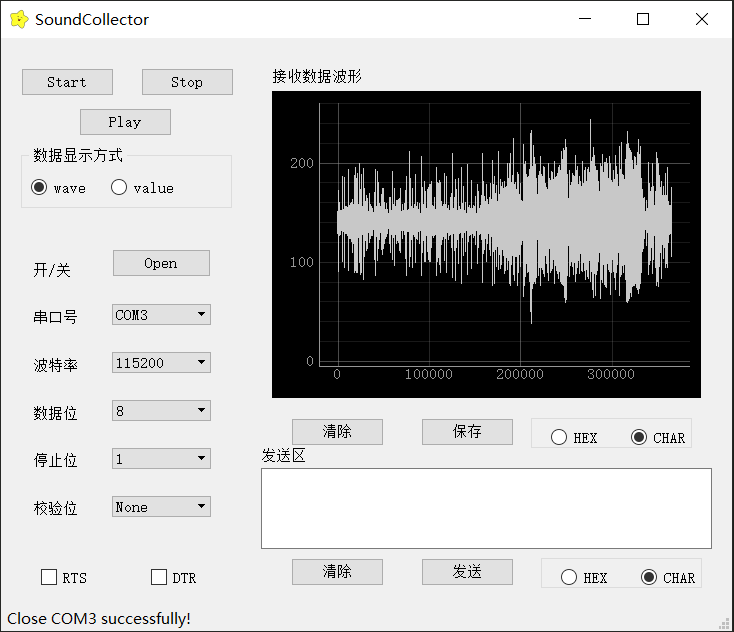 SoundCollector
Start Stop
Play
数据显示方式
wave value
开/关 Open
串口号 COM3
波特率 115200
数据位 8
停止位 1
校验位 None
RTS DTR
接收数据波形
200
100
0
0 100000 200000 300000
清除 保存 HEX CHAR
发送区
清除 发送 HEX CHAR
Close COM3 successfully!